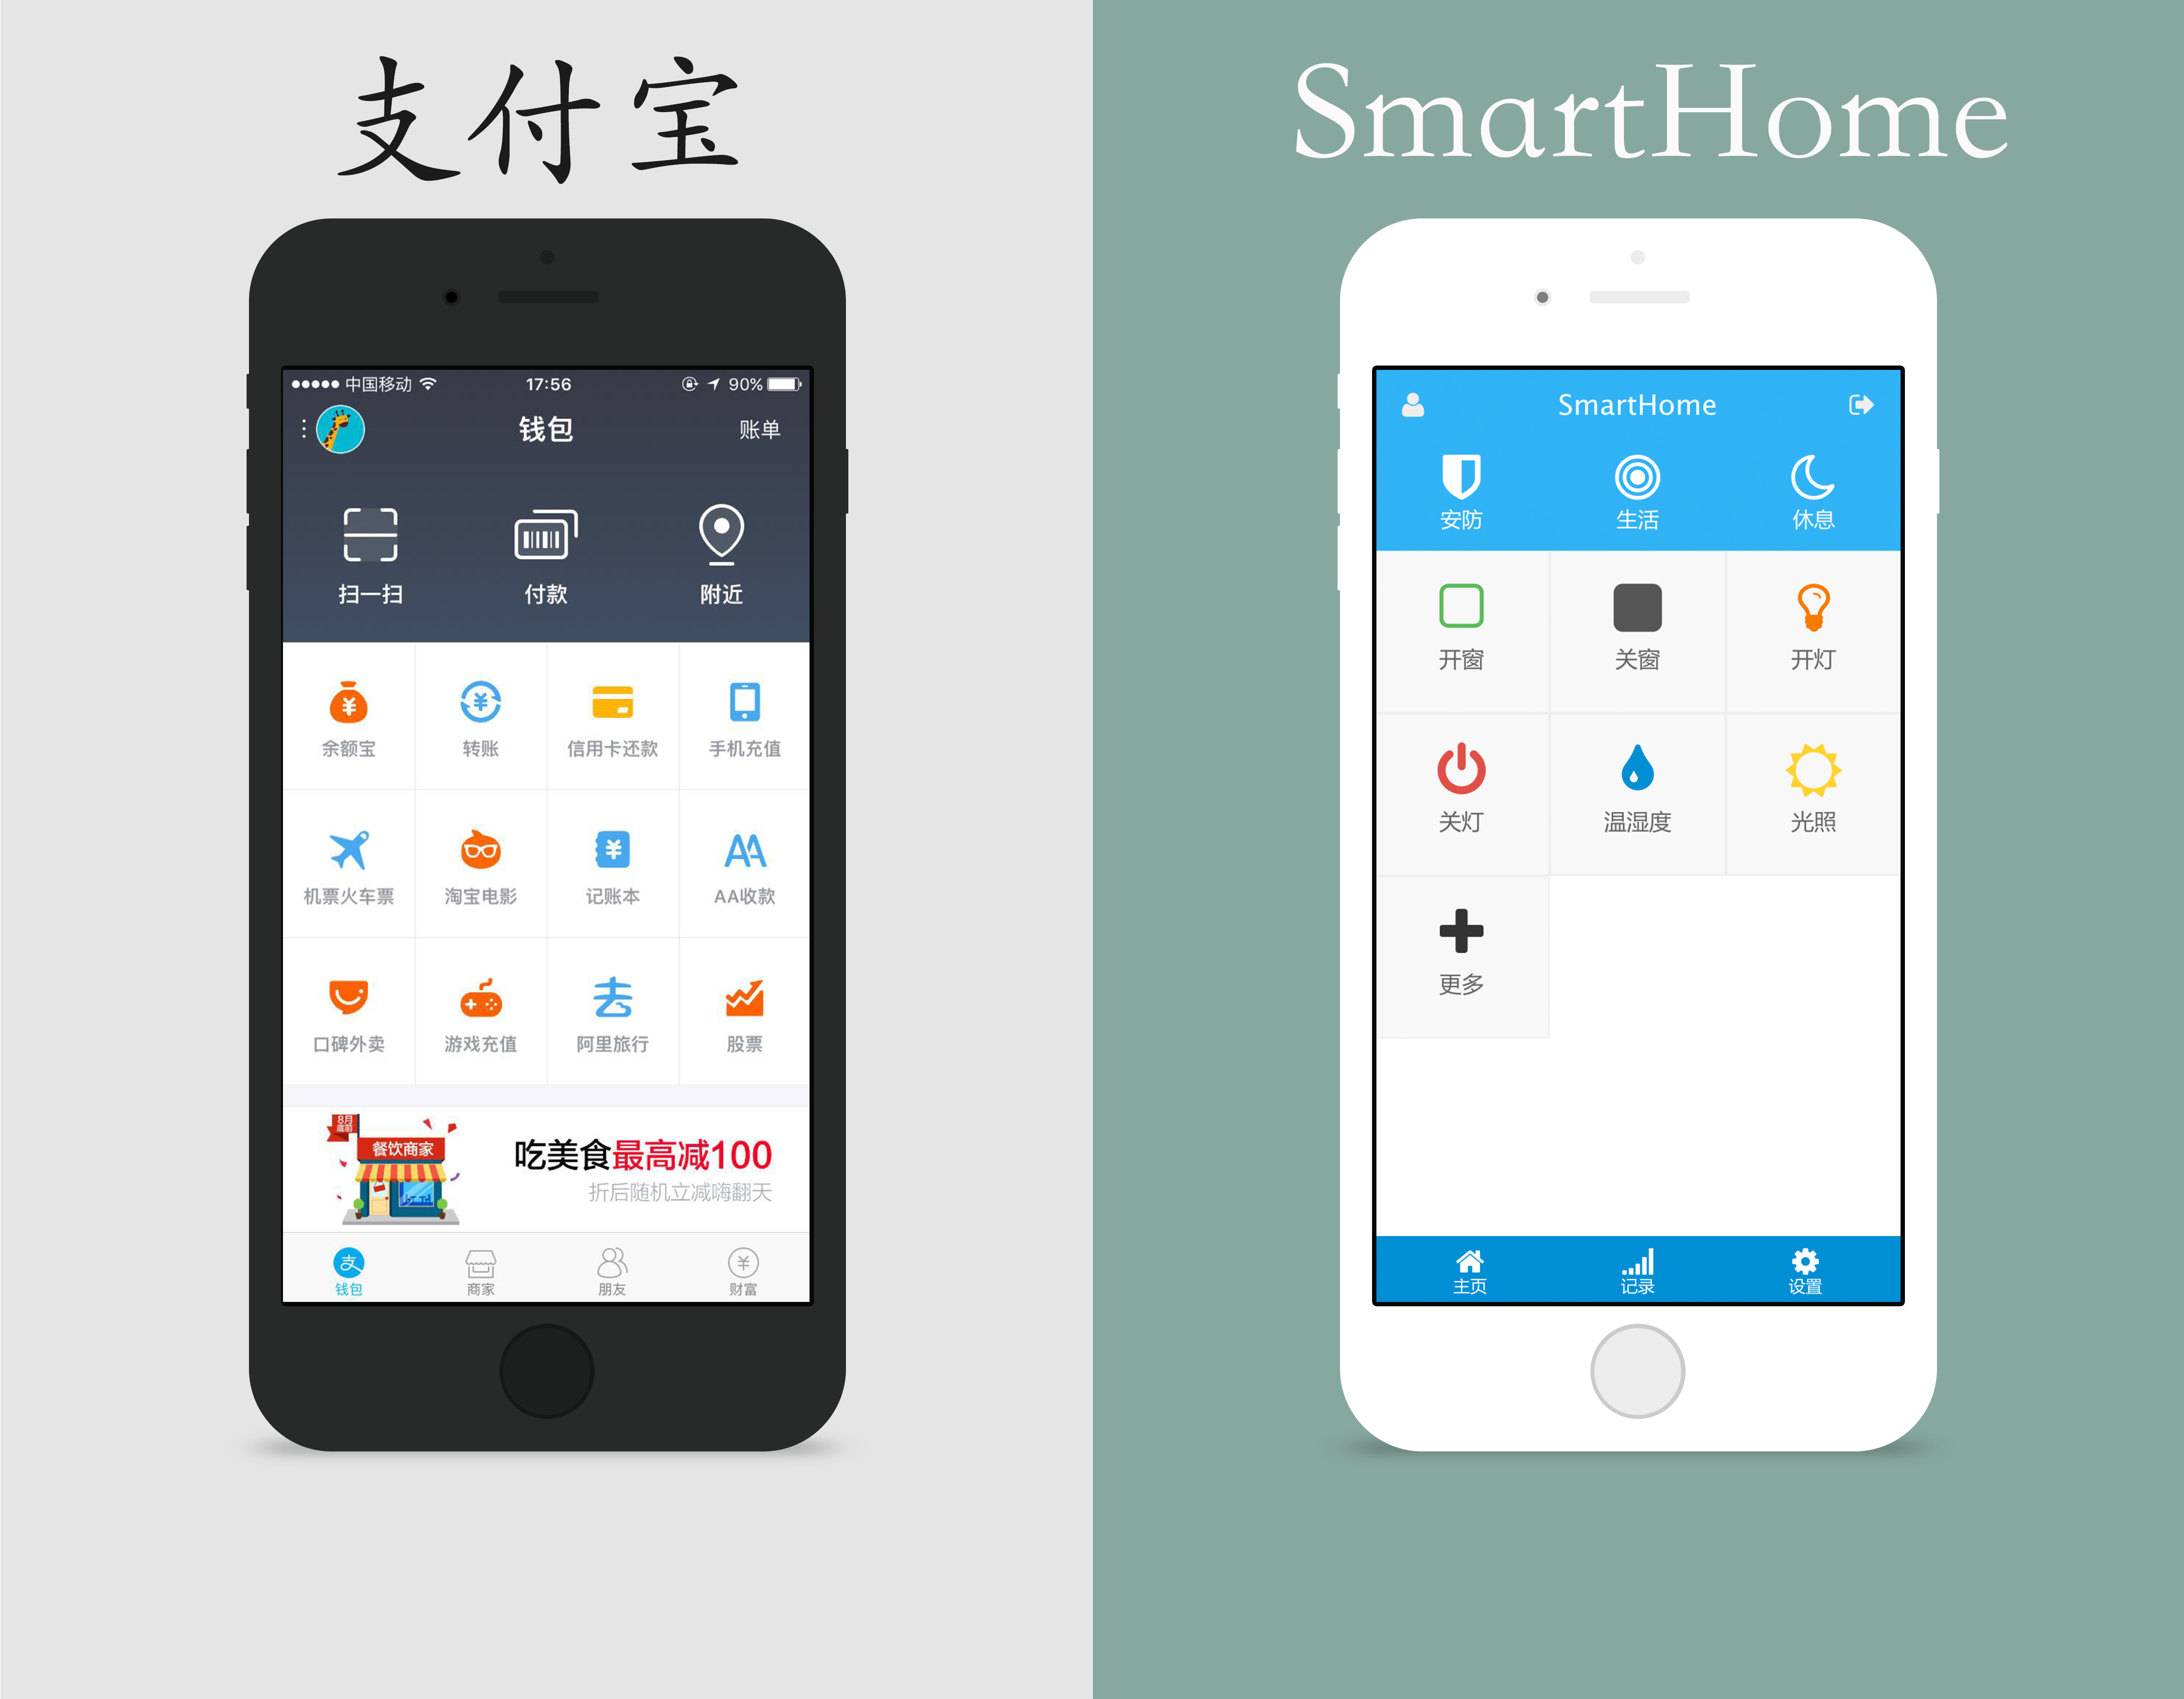 支付宝
中国移动 17:56 90%
钱包 账单
扫一扫 付款 附近
余额宝 转账 信用卡还款 手机充值
机票火车票 淘宝电影 记账本 AA收款
口碑外卖 游戏充值 阿里旅行 股票
8月
底前
餐饮商家
吃美食最高减100
折后随机立减嗨翻天
支
钱包 商家 朋友 财富
SmartHome
SmartHome
安防 生活 休息
开窗 关窗 开灯
关灯 温湿度 光照
更多
主页 记录 设置